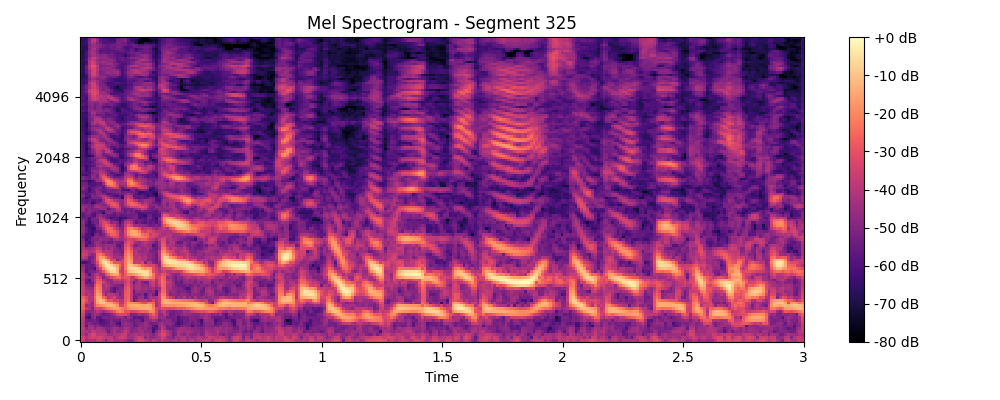 Mel Spectrogram - Segment 325
+0 dB
-10 dB
-20 dB
-30 dB
-40 dB
-50 dB
-60 dB
-70 dB
-80 dB
Frequency
4096
2048
1024
512
0
0
0.5
1
1.5
2
2.5
3
Time